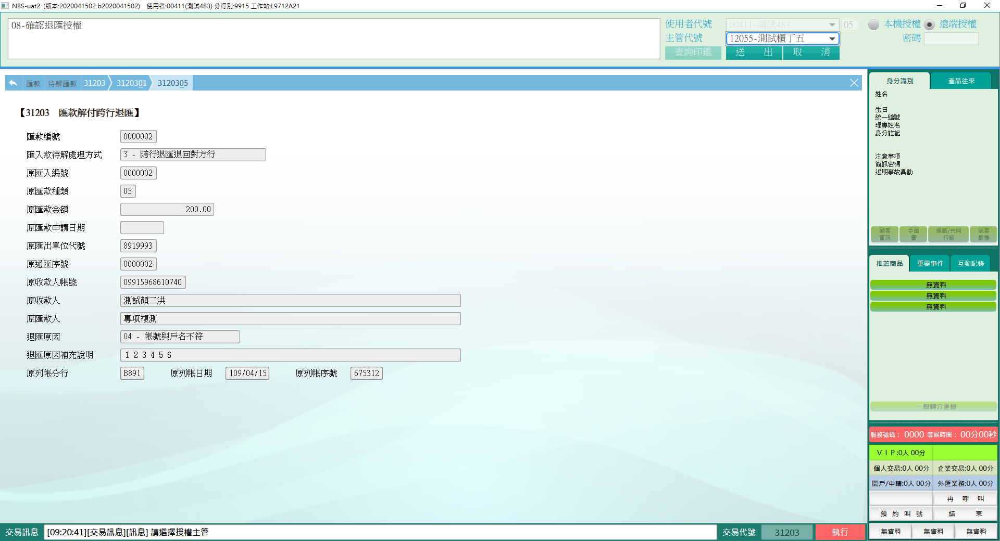 NBS-uat2 (版本:2020041502.b2020041502) 使用者:00411(測試483) 分行別:9915 工作站:L9712A21
08-確認退匯授權
使用者代號 00411-測試483 05 本機授權 遠端授權
主管代號 12055-測試櫃丁五 密碼
查詢印鑑 送 出 取 消
匯款 待解匯款 31203 3120301 3120305
【31203 匯款解付跨行退匯】
匯款編號 0000002
匯入款待解處理方式 3 - 跨行退匯退回對方行
原匯入編號 0000002
原匯款種類 05
原匯款金額 200.00
原匯款申請日期
原匯出單位代號 8919993
原通匯序號 0000002
原收款人帳號 09915968610740
原收款人 測試顏二洪
原匯款人 專項複測
退匯原因 04 - 帳號與戶名不符
退匯原因補充說明 1 2 3 4 5 6
原列帳分行 B891 原列帳日期 109/04/15 原列帳序號 675312
身分識別 產品往來
姓名
生日
統一編號
理專姓名
身分註記
注意事項
簡訊密碼
近期事故異動
顧客資訊 手續費 通路/共同行銷 顧客影像
推薦商品 重要事件 互動記錄
無資料
無資料
無資料
一般轉介登錄
服務號碼: 0000 等候時間: 00分00秒
VIP:0人 00分
個人交易:0人 00分 企業交易:0人 00分
開戶/申請:0人 00分 外匯業務:0人 00分
再 呼 叫
預 約 叫 號 結 束
無資料 無資料 無資料
交易訊息 [09:20:41][交易訊息][訊息] 請選擇授權主管 交易代號 31203 執行